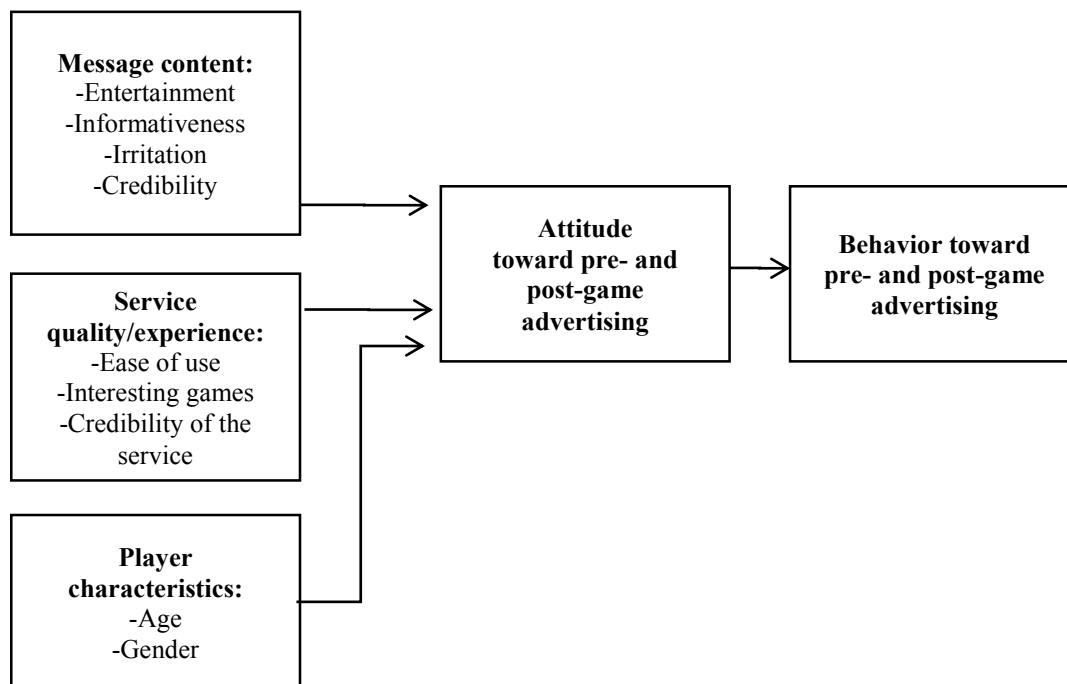 Message content:
-Entertainment
-Informativeness
-Irritation
-Credibility
Service
quality/experience:
-Ease of use
-Interesting games
-Credibility of the
service
Player
characteristics:
-Age
-Gender
Attitude
toward pre- and
post-game
advertising
Behavior toward
pre- and post-game
advertising